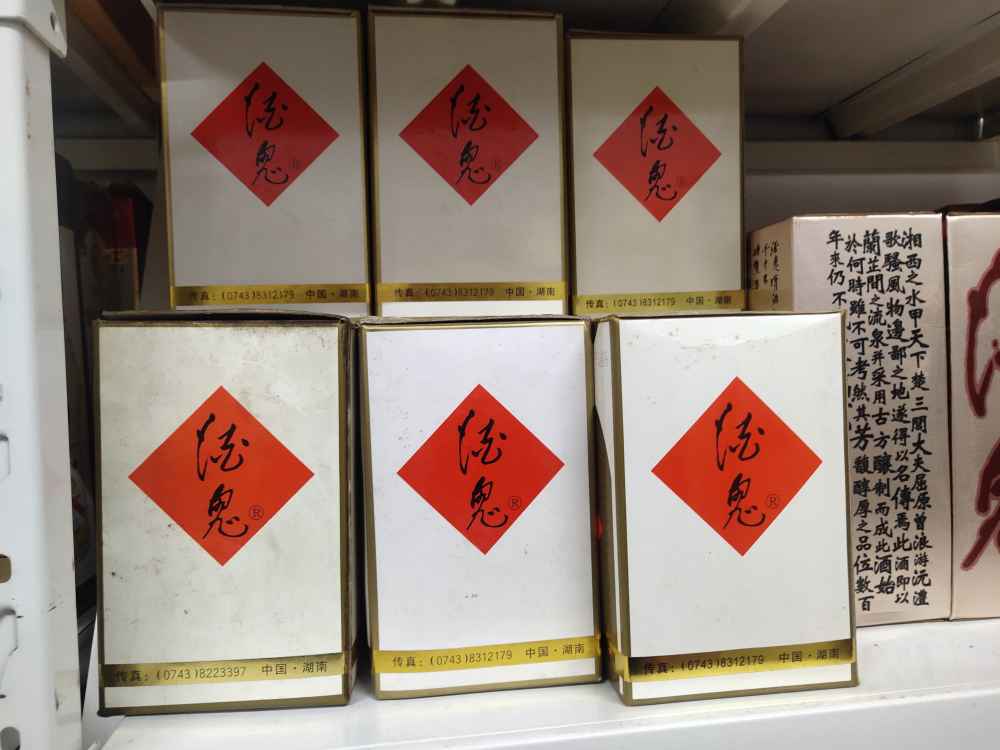 酒鬼
®
传真：(0743)8312179 中国·湖南
酒鬼
®
传真：(0743)8312179 中国·湖南
酒鬼
®
传真：(0743)8312179 中国·湖南
酒鬼
®
传真：(0743)8223397 中国·湖南
酒鬼
®
传真：(0743)8312179 中国·湖南
酒鬼
®
传真：(0743)8312179 中国·湖南
湘西之水甲天下楚三閭大夫屈原曾浪游沅澧
歌騷風物邊鄙之地遂得以名傳焉此酒即以
蘭芷間之流泉并采用古方釀制而成此酒始
於何時雖不可考然其芳馥醇厚之品位數百
年來仍不